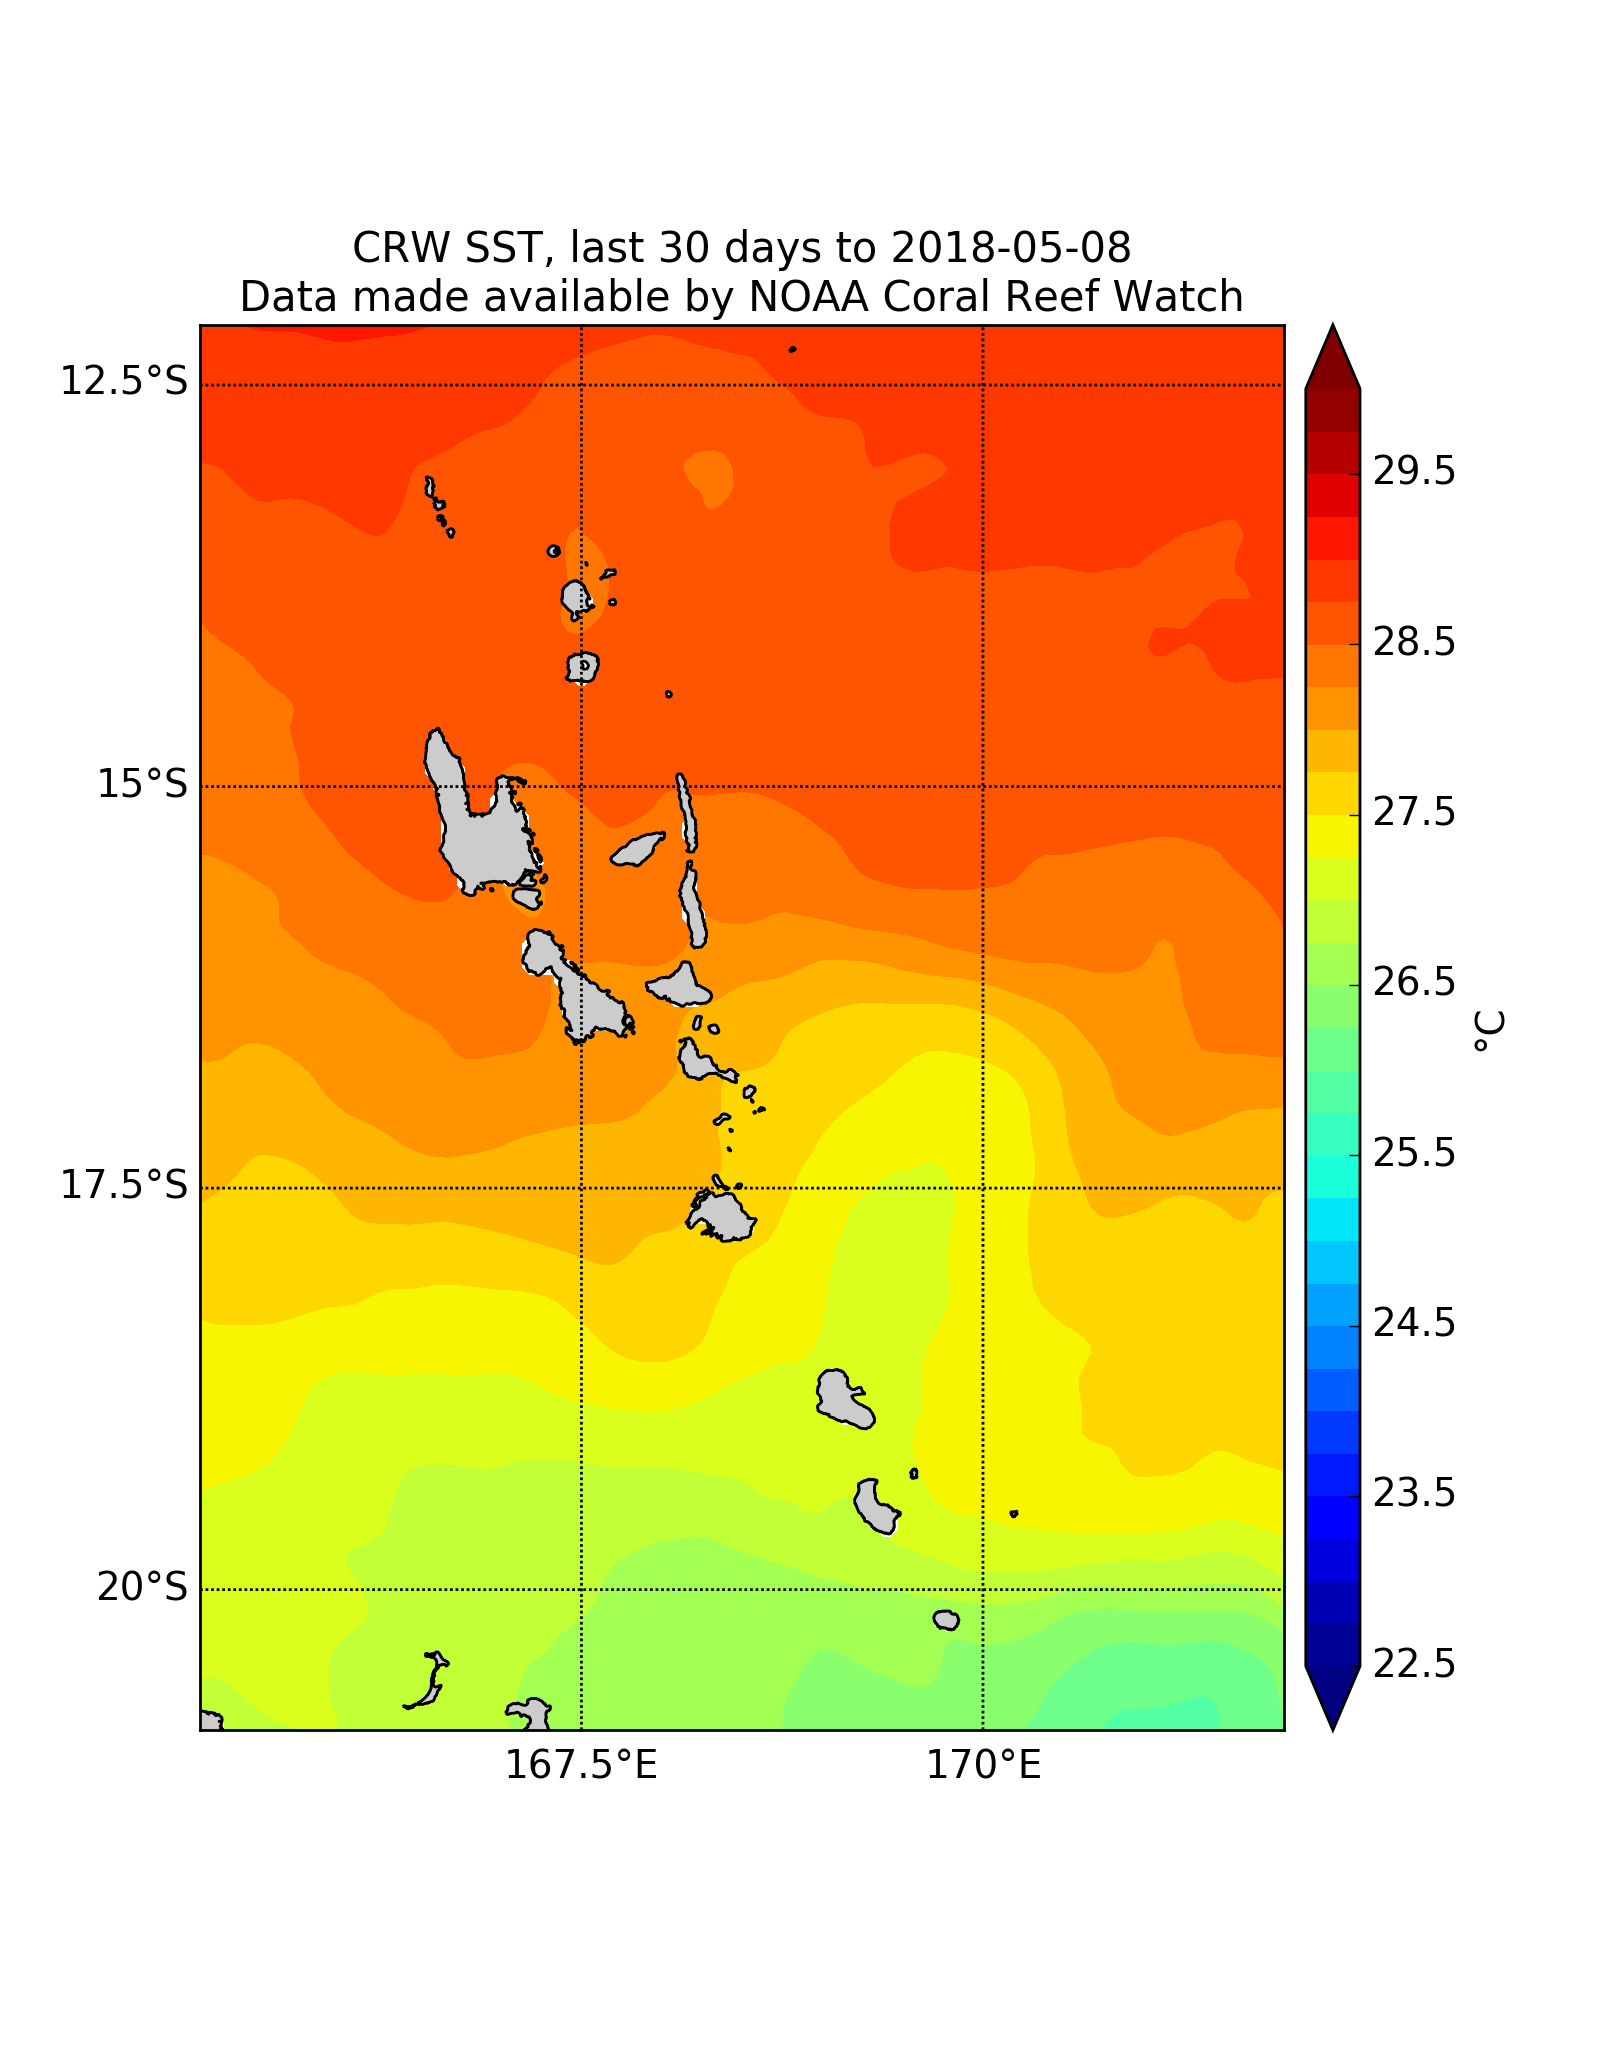 CRW SST, last 30 days to 2018-05-08
Data made available by NOAA Coral Reef Watch
12.5°S
15°S
17.5°S
20°S
167.5°E
170°E
29.5
28.5
27.5
26.5
25.5
24.5
23.5
22.5
°C